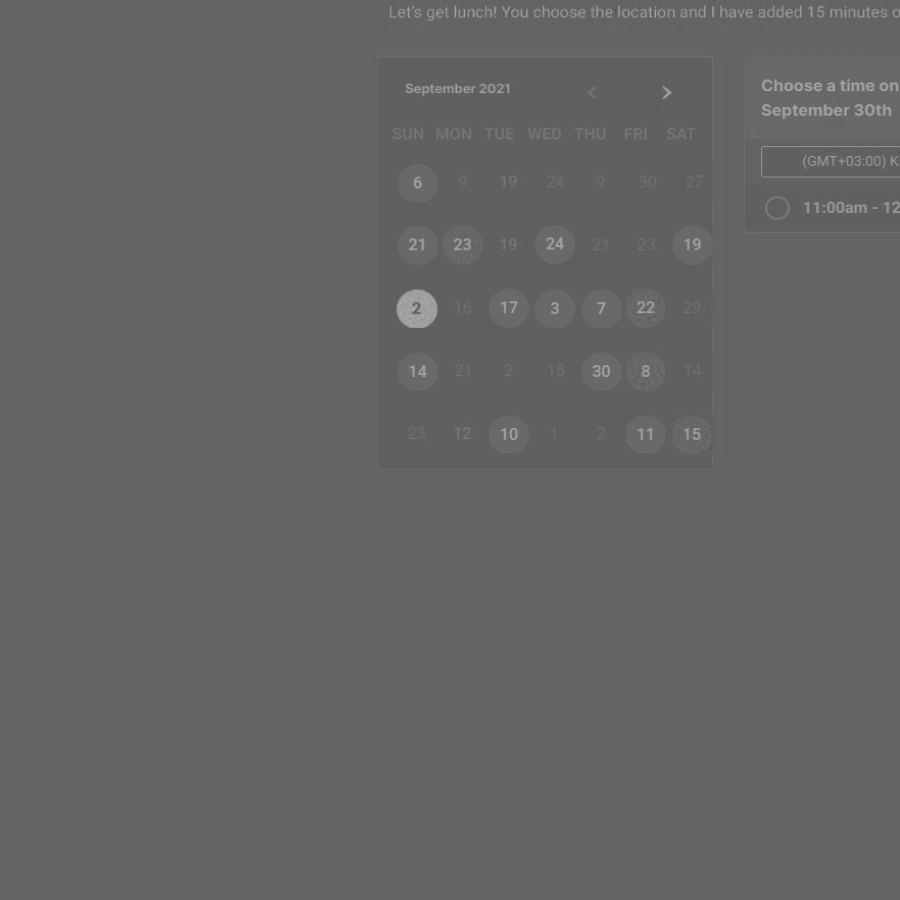 Let's get lunch! You choose the location and I have added 15 minutes
September 2021
SUN MON TUE WED THU FRI SAT
6 9 19 24 9 30 27
21 23 19 24 21 23 19
2 16 17 3 7 22 29
14 21 2 18 30 8 14
23 12 10 1 2 11 15
Choose a time on
September 30th
(GMT+03:00) K
11:00am - 12